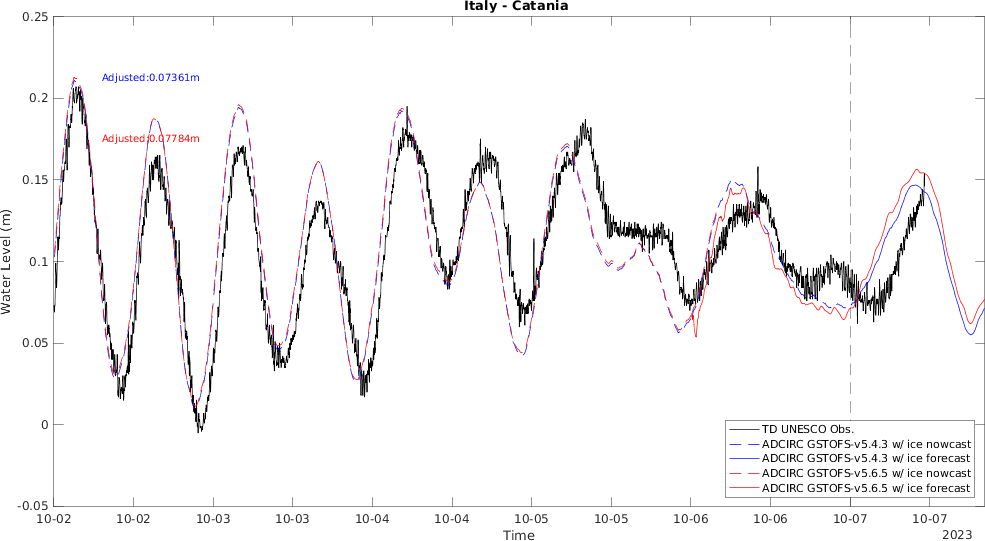 Italy - Catania
0.25
0.2
0.15
0.1
0.05
0
-0.05
Water Level (m)
Adjusted:0.07361m
Adjusted:0.07784m
TD UNESCO Obs.
ADCIRC GSTOFS-v5.4.3 w/ ice nowcast
ADCIRC GSTOFS-v5.4.3 w/ ice forecast
ADCIRC GSTOFS-v5.6.5 w/ ice nowcast
ADCIRC GSTOFS-v5.6.5 w/ ice forecast
10-02 10-02 10-03 10-03 10-04 10-04 10-05 10-05 10-06 10-06 10-07 10-07
Time
2023